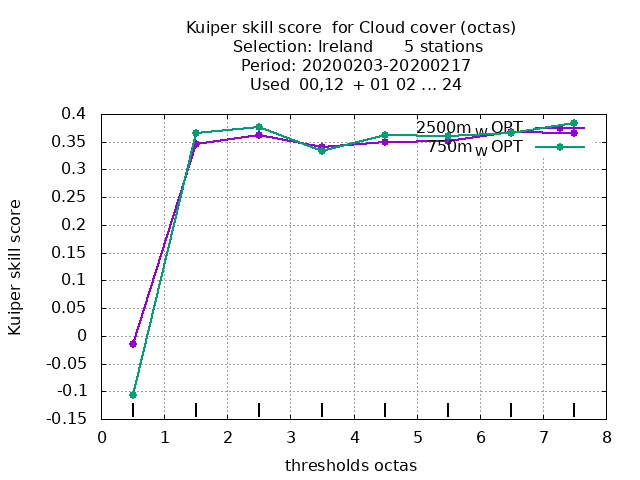 Kuiper skill score  for Cloud cover (octas)
Selection: Ireland      5 stations
Period: 20200203-20200217
Used  00,12  + 01 02 ... 24
0.4
0.35
0.3
0.25
0.2
0.15
0.1
0.05
0
-0.05
-0.1
-0.15
Kuiper skill score
2500m W OPT
750m W OPT
0 1 2 3 4 5 6 7 8
thresholds octas